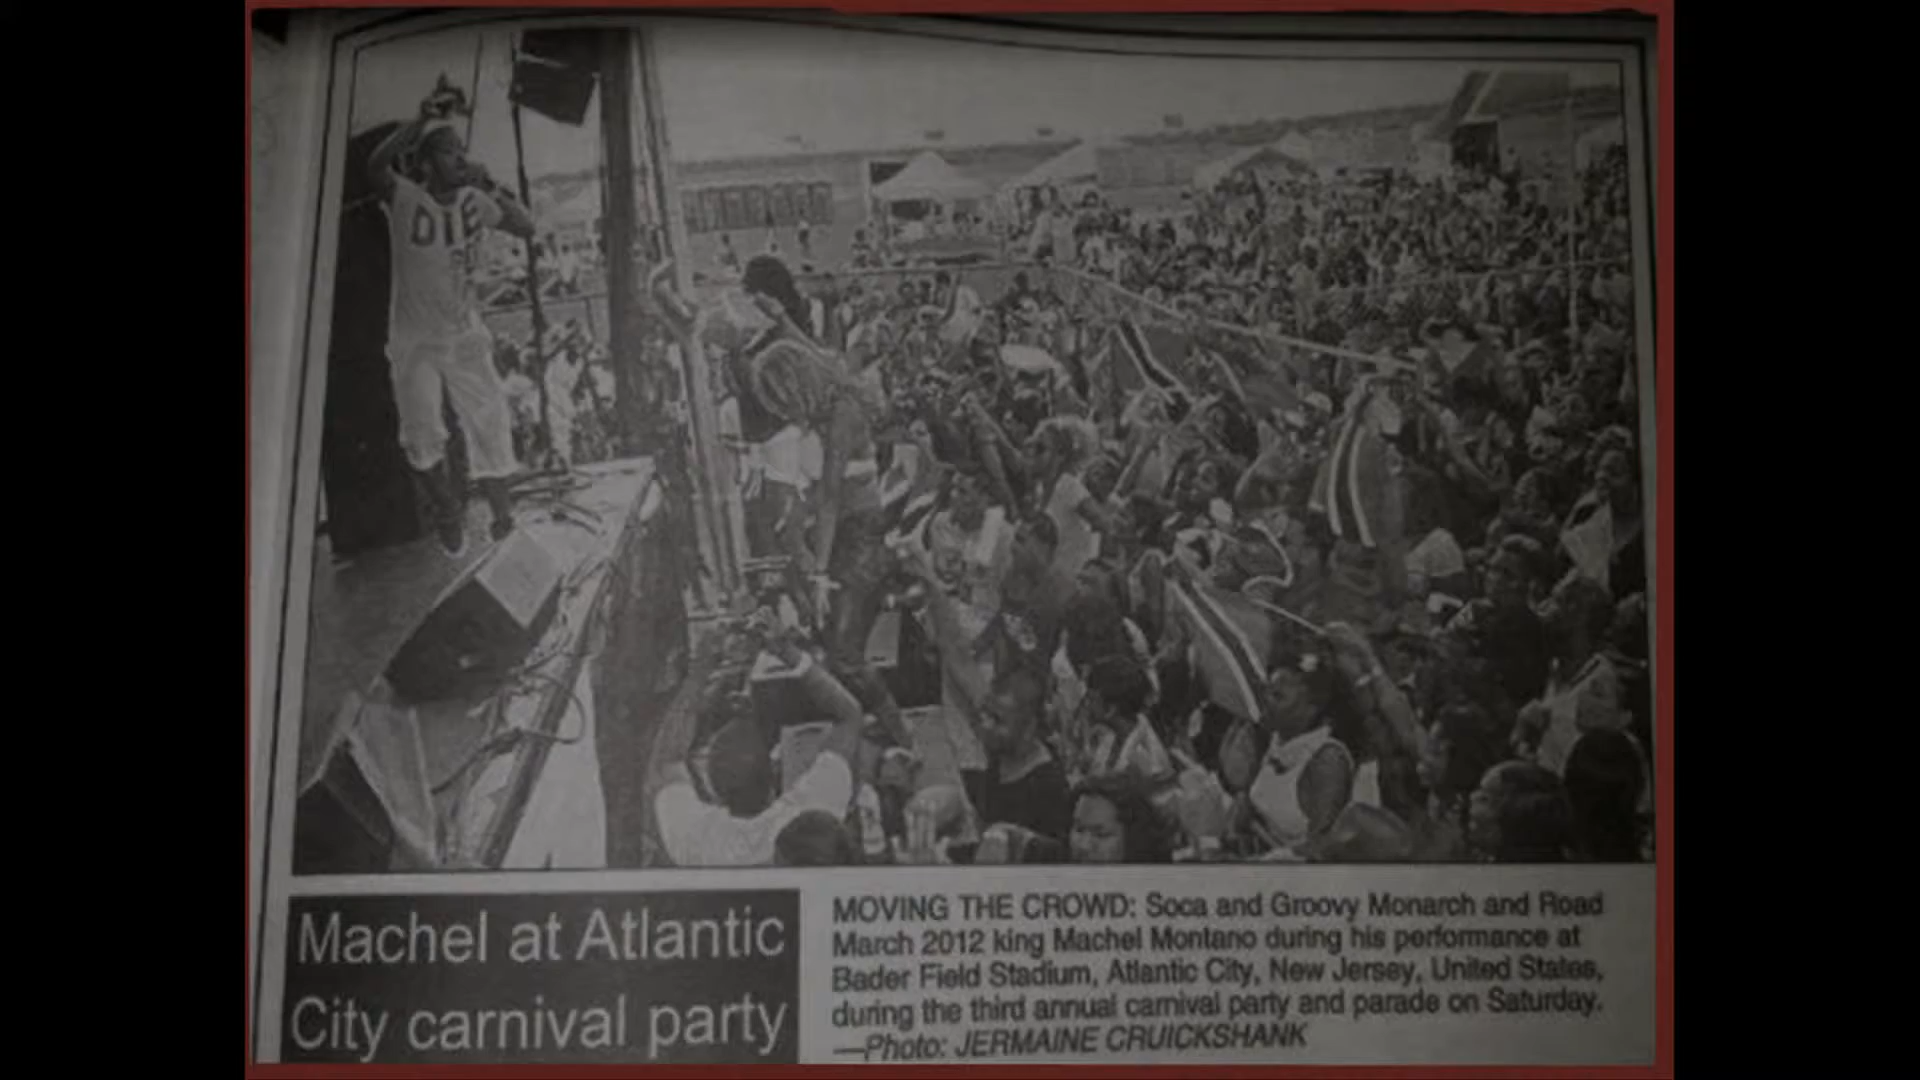 DIE
Machel at Atlantic
City carnival party
MOVING THE CROWD: Soca and Groovy Monarch and Road
March 2012 king Machel Montano during his performance at
Bader Field Stadium, Atlantic City, New Jersey, United States,
during the third annual carnival party and parade on Saturday.
—Photo: JERMAINE CRUICKSHANK